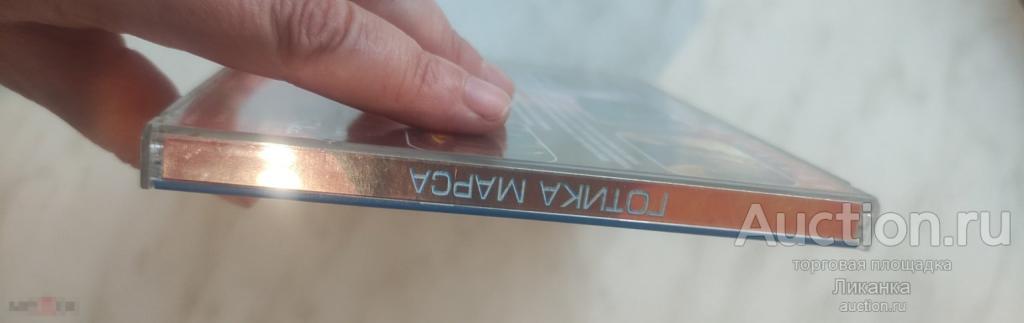 ГОТИКА МАРСА
Auction.ru
торговая площадка
Ликанка
auction.ru